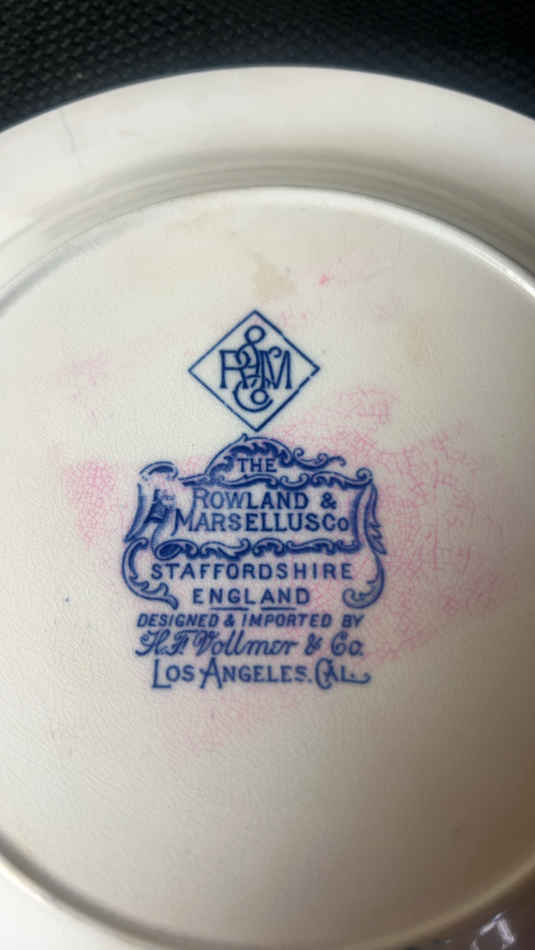 R&M
Co
THE
ROWLAND &
MARSELLUS Co
STAFFORDSHIRE
ENGLAND
DESIGNED & IMPORTED BY
H.F. Vollmer & Co.
LOS ANGELES. CAL.